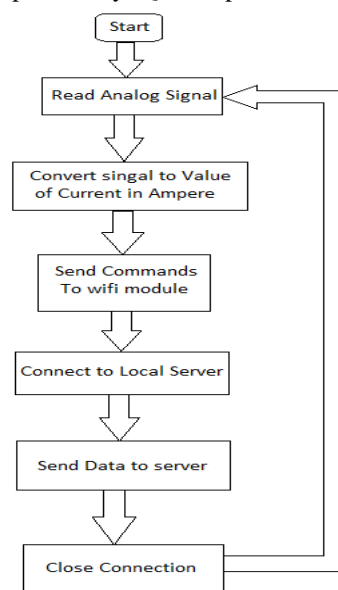 Start
Read Analog Signal
Convert singal to Value
of Current in Ampere
Send Commands
To wifi module
Connect to Local Server
Send Data to server
Close Connection